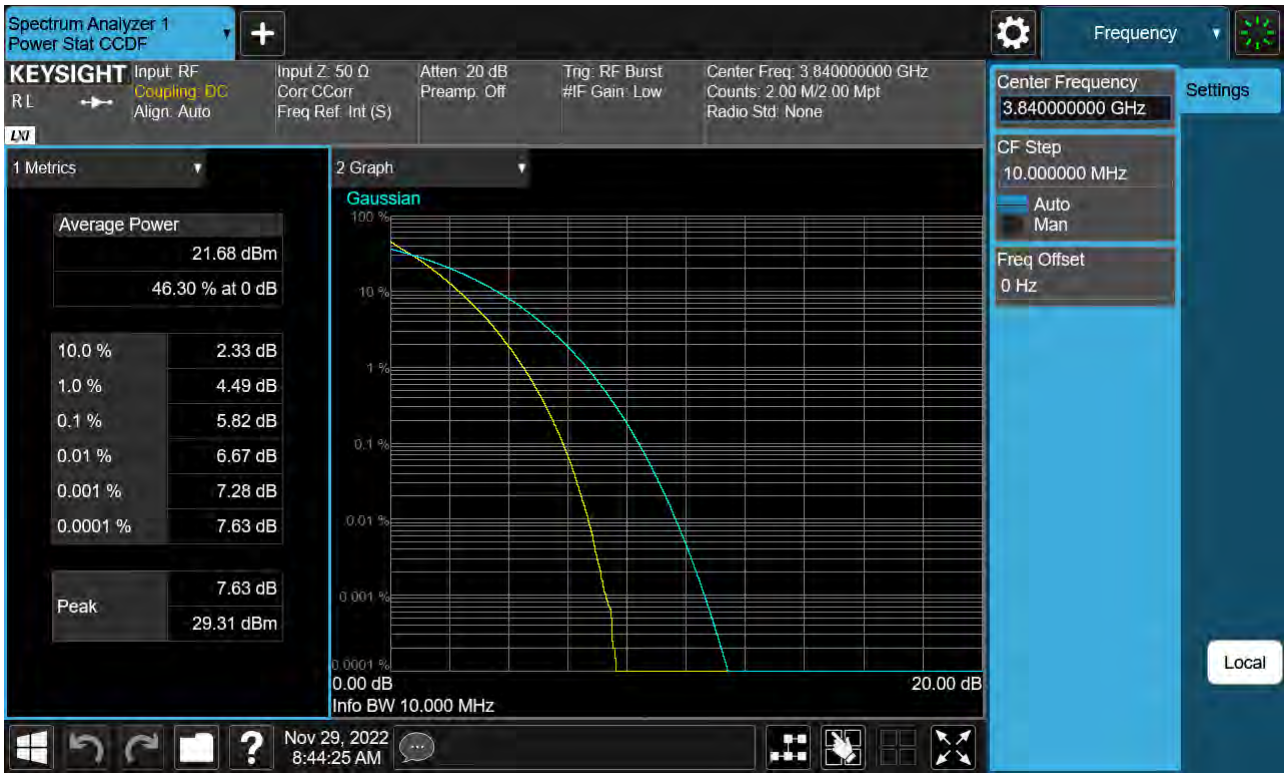 Spectrum Analyzer 1
Power Stat CCDF
Frequency
KEYSIGHT
RL
LXI
Input: RF
Coupling: DC
Align: Auto
Input Z: 50 Ω
Corr CCorr
Freq Ref: Int (S)
Atten: 20 dB
Preamp: Off
Trig: RF Burst
#IF Gain: Low
Center Freq: 3.840000000 GHz
Counts: 2.00 M/2.00 Mpt
Radio Std: None
Center Frequency
3.840000000 GHz
Settings
CF Step
10.000000 MHz
Auto
Man
Freq Offset
0 Hz
1 Metrics
Average Power
21.68 dBm
46.30 % at 0 dB
10.0 % 2.33 dB
1.0 % 4.49 dB
0.1 % 5.82 dB
0.01 % 6.67 dB
0.001 % 7.28 dB
0.0001 % 7.63 dB
Peak 7.63 dB
29.31 dBm
2 Graph
Gaussian
100 %
10 %
1 %
0.1 %
0.01 %
0.001 %
0.0001 %
0.00 dB 20.00 dB
Info BW 10.000 MHz
Local
?
Nov 29, 2022
8:44:25 AM